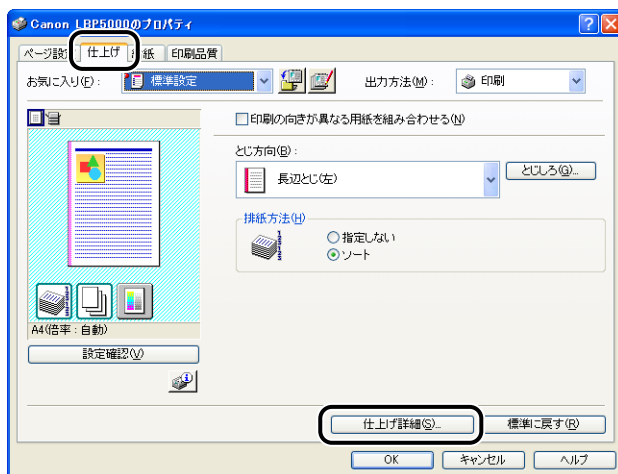 Canon LBP5000のプロパティ
ページ設定 仕上げ 給紙 印刷品質
お気に入り(F): 標準設定 出力方法(M): 印刷
印刷の向きが異なる用紙を組み合わせる(N)
とじ方向(B):
長辺とじ(左) とじしろ(G)...
排紙方法(H)
指定しない
ソート
A4(倍率:自動)
設定確認(V)
仕上げ詳細(S)... 標準に戻す(R)
OK キャンセル ヘルプ